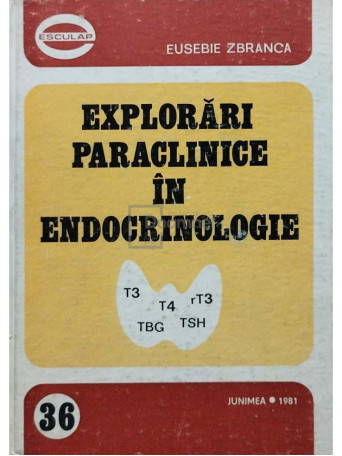 ESCULAP
EUSEBIE ZBRANCA
EXPLORĂRI
PARACLINICE
ÎN
ENDOCRINOLOGIE
T3
T4
rT3
TBG
TSH
36
JUNIMEA • 1981